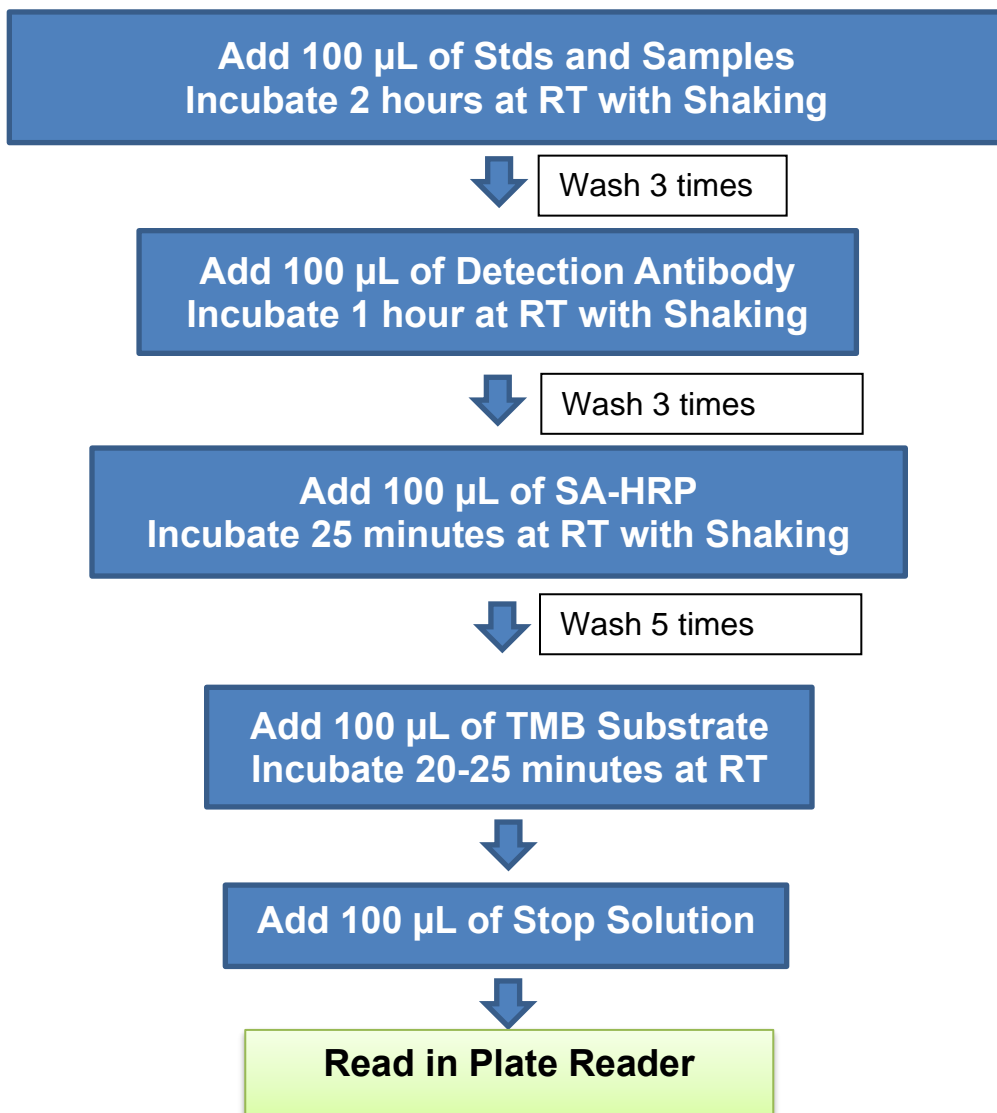 Add 100 µL of Stds and Samples
Incubate 2 hours at RT with Shaking
Wash 3 times
Add 100 µL of Detection Antibody
Incubate 1 hour at RT with Shaking
Wash 3 times
Add 100 µL of SA-HRP
Incubate 25 minutes at RT with Shaking
Wash 5 times
Add 100 µL of TMB Substrate
Incubate 20-25 minutes at RT
Add 100 µL of Stop Solution
Read in Plate Reader